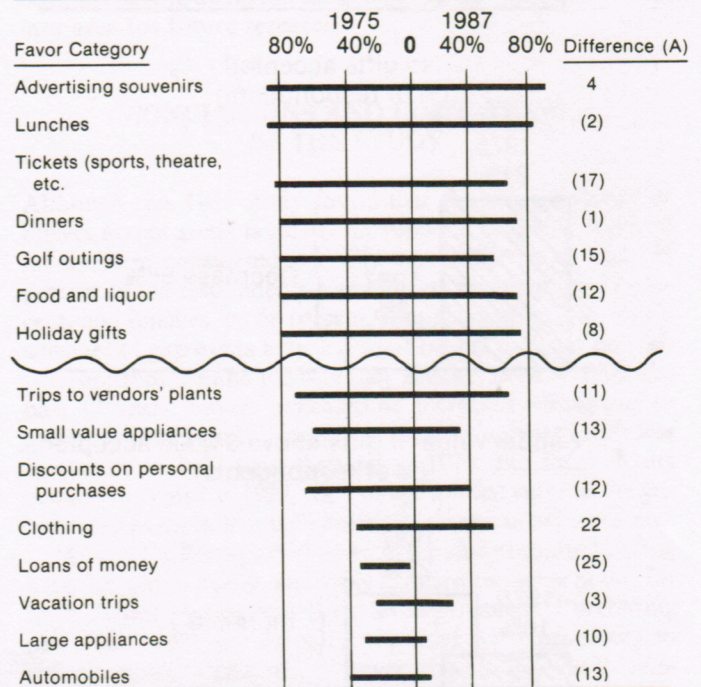 1975 1987
Favor Category 80% 40% 0 40% 80% Difference (A)
Advertising souvenirs 4
Lunches (2)
Tickets (sports, theatre,
etc. (17)
Dinners (1)
Golf outings (15)
Food and liquor (12)
Holiday gifts (8)
Trips to vendors' plants (11)
Small value appliances (13)
Discounts on personal
purchases (12)
Clothing 22
Loans of money (25)
Vacation trips (3)
Large appliances (10)
Automobiles (13)